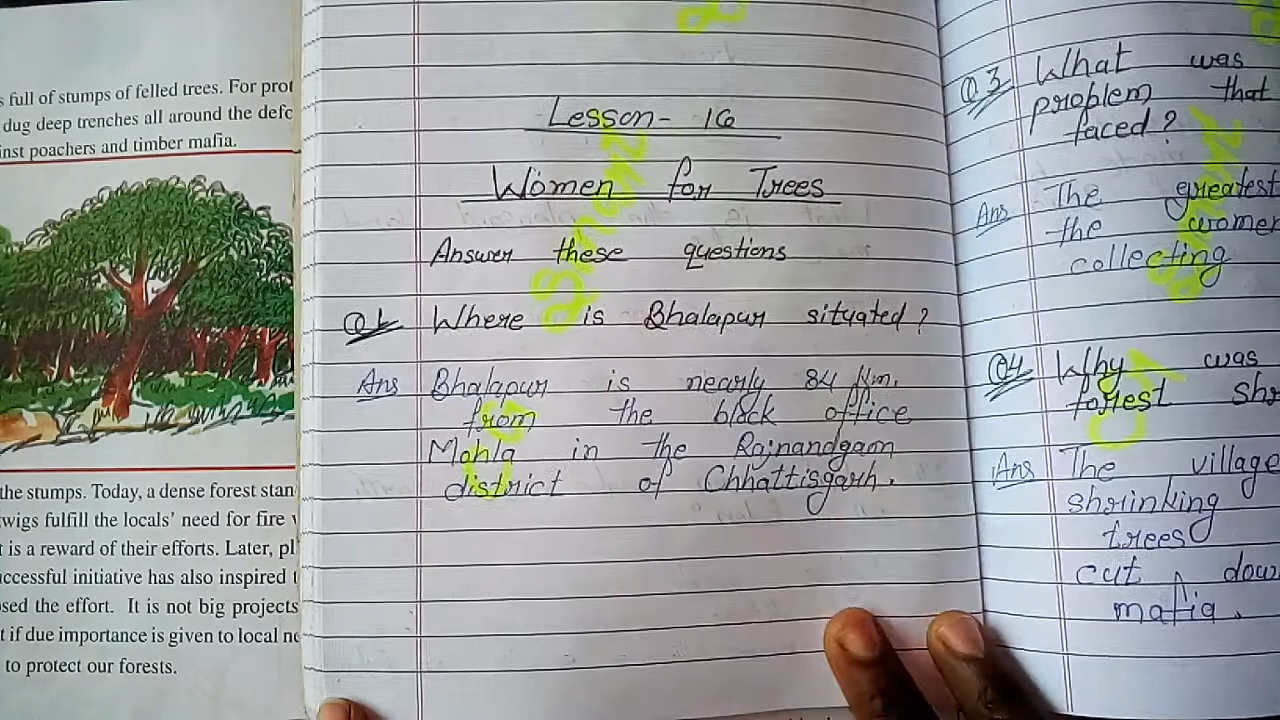 s full of stumps of felled trees. For prot
dug deep trenches all around the defo
inst poachers and timber mafia.
the stumps. Today, a dense forest stan
twigs fulfill the locals' need for fire
t is a reward of their efforts. Later, pl
uccessful initiative has also inspired t
osed the effort. It is not big projects
t if due importance is given to local ne
to protect our forests.
Lesson- 16
Women for Trees
Answer these questions
Q1 Where is Bhalapur situated?
Ans Bhalapur is nearly 84 km.
from the block office
Mohla in the Rajnandgaon
district of Chhattisgarh.
Q3 What was
problem that
faced?
Ans The greatest
the women
collecting
Q4 Why was
forest shr
Ans The village
shrinking
trees
cut dow
mafia.